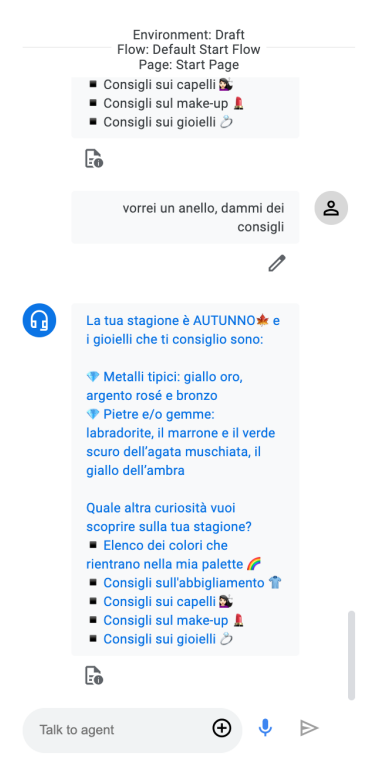 Environment: Draft
Flow: Default Start Flow
Page: Start Page
▪ Consigli sui capelli 💇🏻‍♀️
▪ Consigli sul make-up 💄
▪ Consigli sui gioielli 💍
vorrei un anello, dammi dei
consigli
La tua stagione è AUTUNNO🍁 e
i gioielli che ti consiglio sono:
💎 Metalli tipici: giallo oro,
argento rosé e bronzo
💎 Pietre e/o gemme:
labradorite, il marrone e il verde
scuro dell'agata muschiata, il
giallo dell'ambra
Quale altra curiosità vuoi
scoprire sulla tua stagione?
▪ Elenco dei colori che
rientrano nella mia palette 🌈
▪ Consigli sull'abbigliamento 👕
▪ Consigli sui capelli 💇🏻‍♀️
▪ Consigli sul make-up 💄
▪ Consigli sui gioielli 💍
Talk to agent